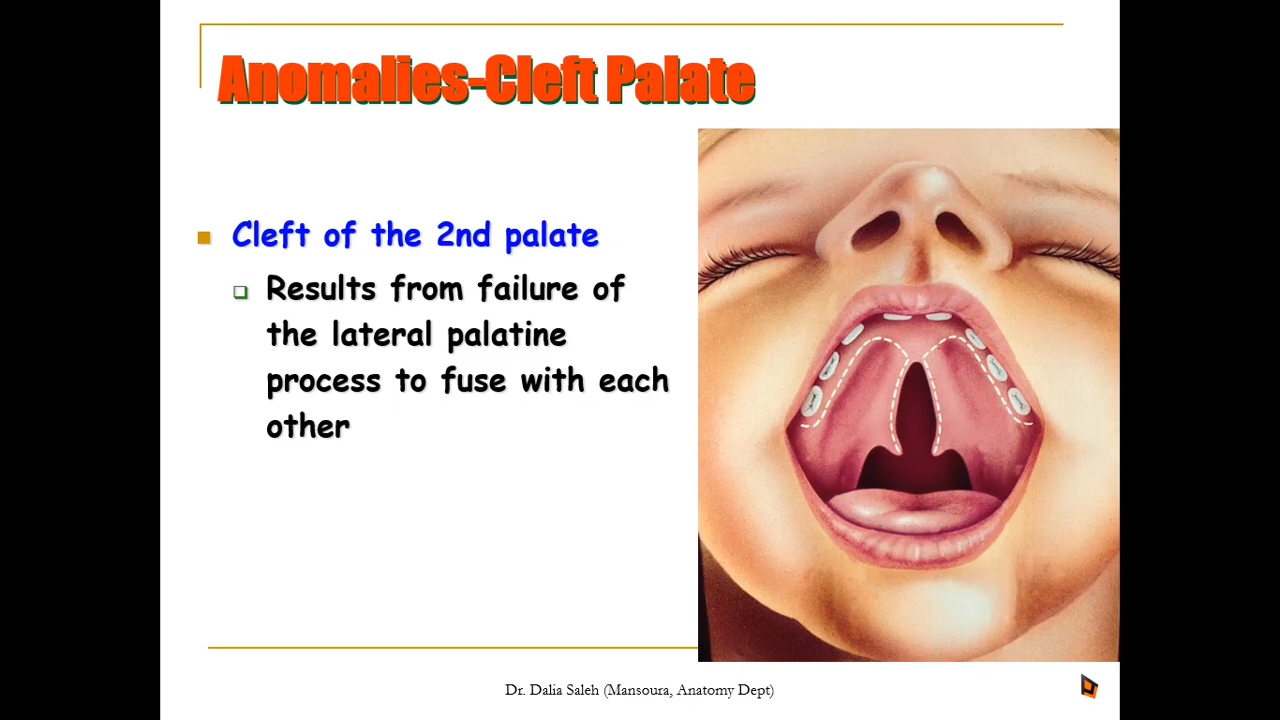 Anomalies-Cleft Palate
Cleft of the 2nd palate
Results from failure of
the lateral palatine
process to fuse with each
other
Dr. Dalia Saleh (Mansoura, Anatomy Dept)